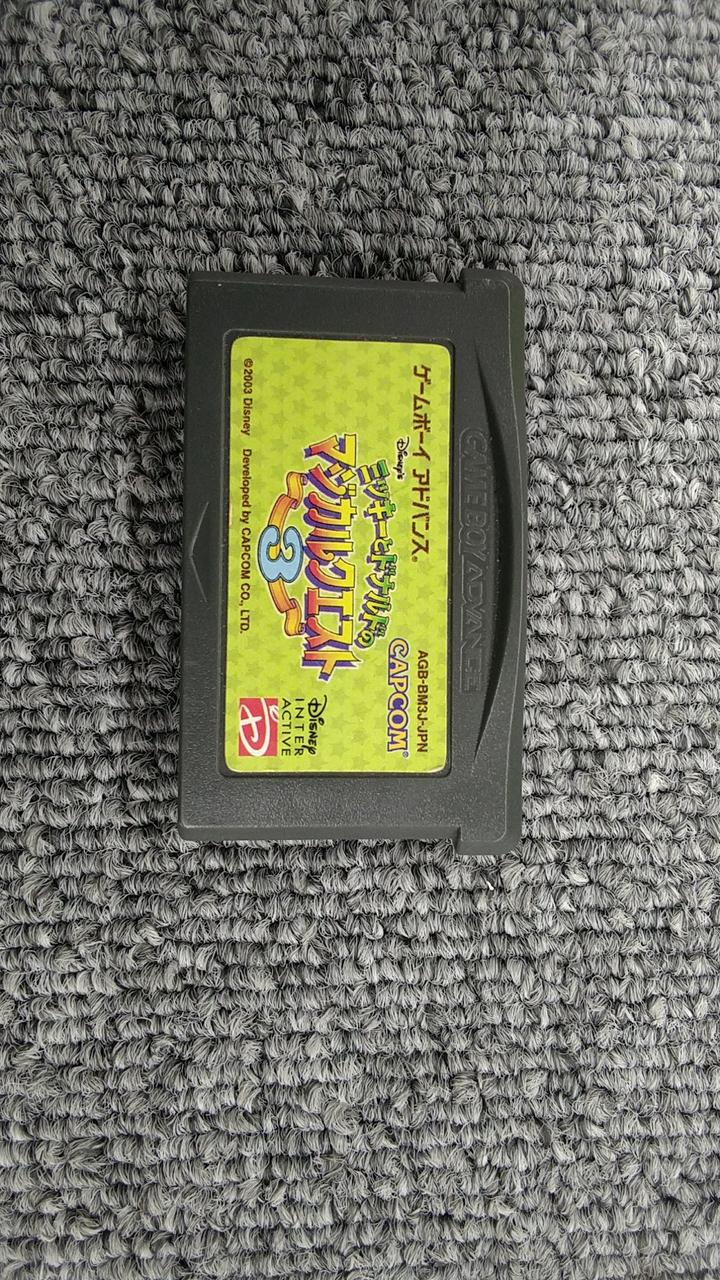 GAME BOY ADVANCE
ゲームボーイ アドバンス®
AGB-BM3J-JPN
CAPCOM®
Disney's
ミッキーとドナルドの
マジカルクエスト
3
Disney
INTER
ACTIVE
©2003 Disney Developed by CAPCOM CO., LTD.